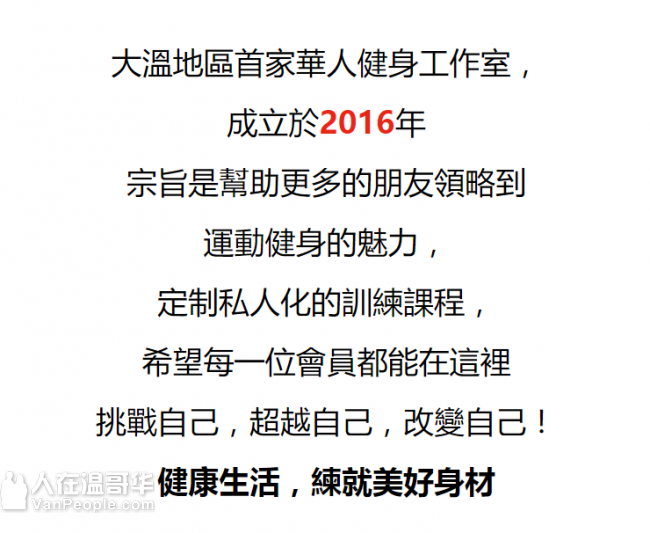 大溫地區首家華人健身工作室，
成立於2016年
宗旨是幫助更多的朋友領略到
運動健身的魅力，
定制私人化的訓練課程，
希望每一位會員都能在這裡
挑戰自己，超越自己，改變自己！
健康生活，練就美好身材
人在温哥华
VanPeople.com